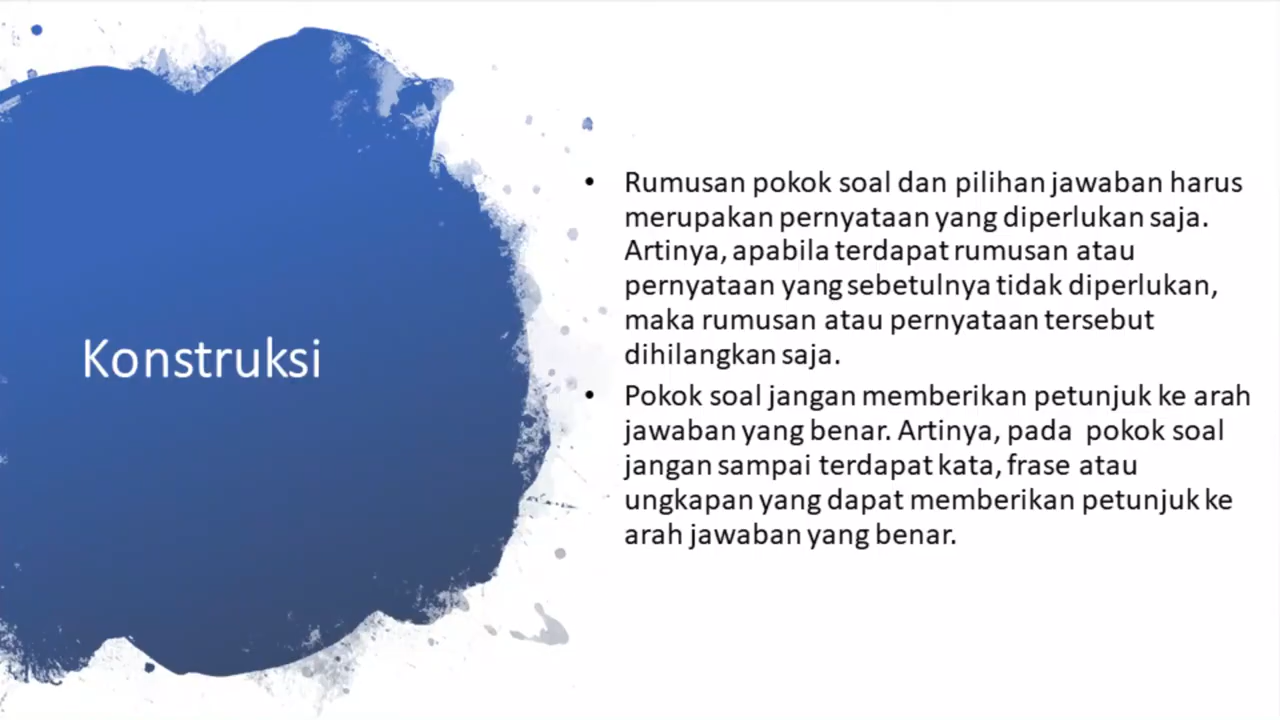 Konstruksi
• Rumusan pokok soal dan pilihan jawaban harus
merupakan pernyataan yang diperlukan saja.
Artinya, apabila terdapat rumusan atau
pernyataan yang sebetulnya tidak diperlukan,
maka rumusan atau pernyataan tersebut
dihilangkan saja.
• Pokok soal jangan memberikan petunjuk ke arah
jawaban yang benar. Artinya, pada pokok soal
jangan sampai terdapat kata, frase atau
ungkapan yang dapat memberikan petunjuk ke
arah jawaban yang benar.